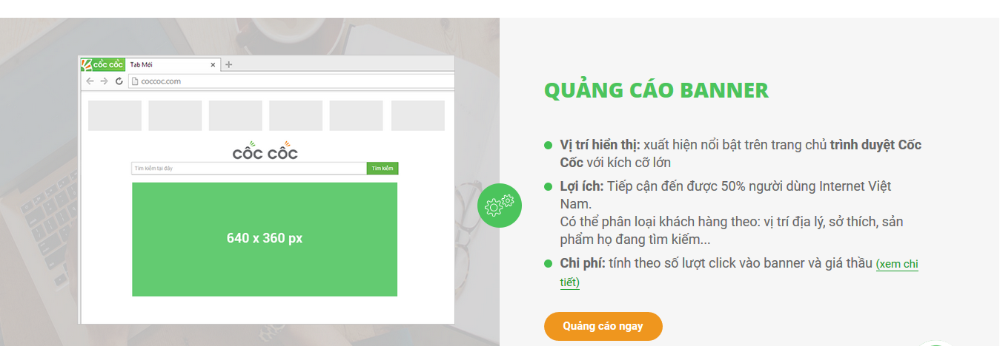 cốc cốc Tab Mới
coccoc.com
cốc cốc
Tìm kiếm tại đây Tìm kiếm
640 x 360 px
QUẢNG CÁO BANNER
Vị trí hiển thị: xuất hiện nổi bật trên trang chủ trình duyệt Cốc
Cốc với kích cỡ lớn
Lợi ích: Tiếp cận đến được 50% người dùng Internet Việt
Nam.
Có thể phân loại khách hàng theo: vị trí địa lý, sở thích, sản
phẩm họ đang tìm kiếm...
Chi phí: tính theo số lượt click vào banner và giá thầu (xem chi
tiết)
Quảng cáo ngay